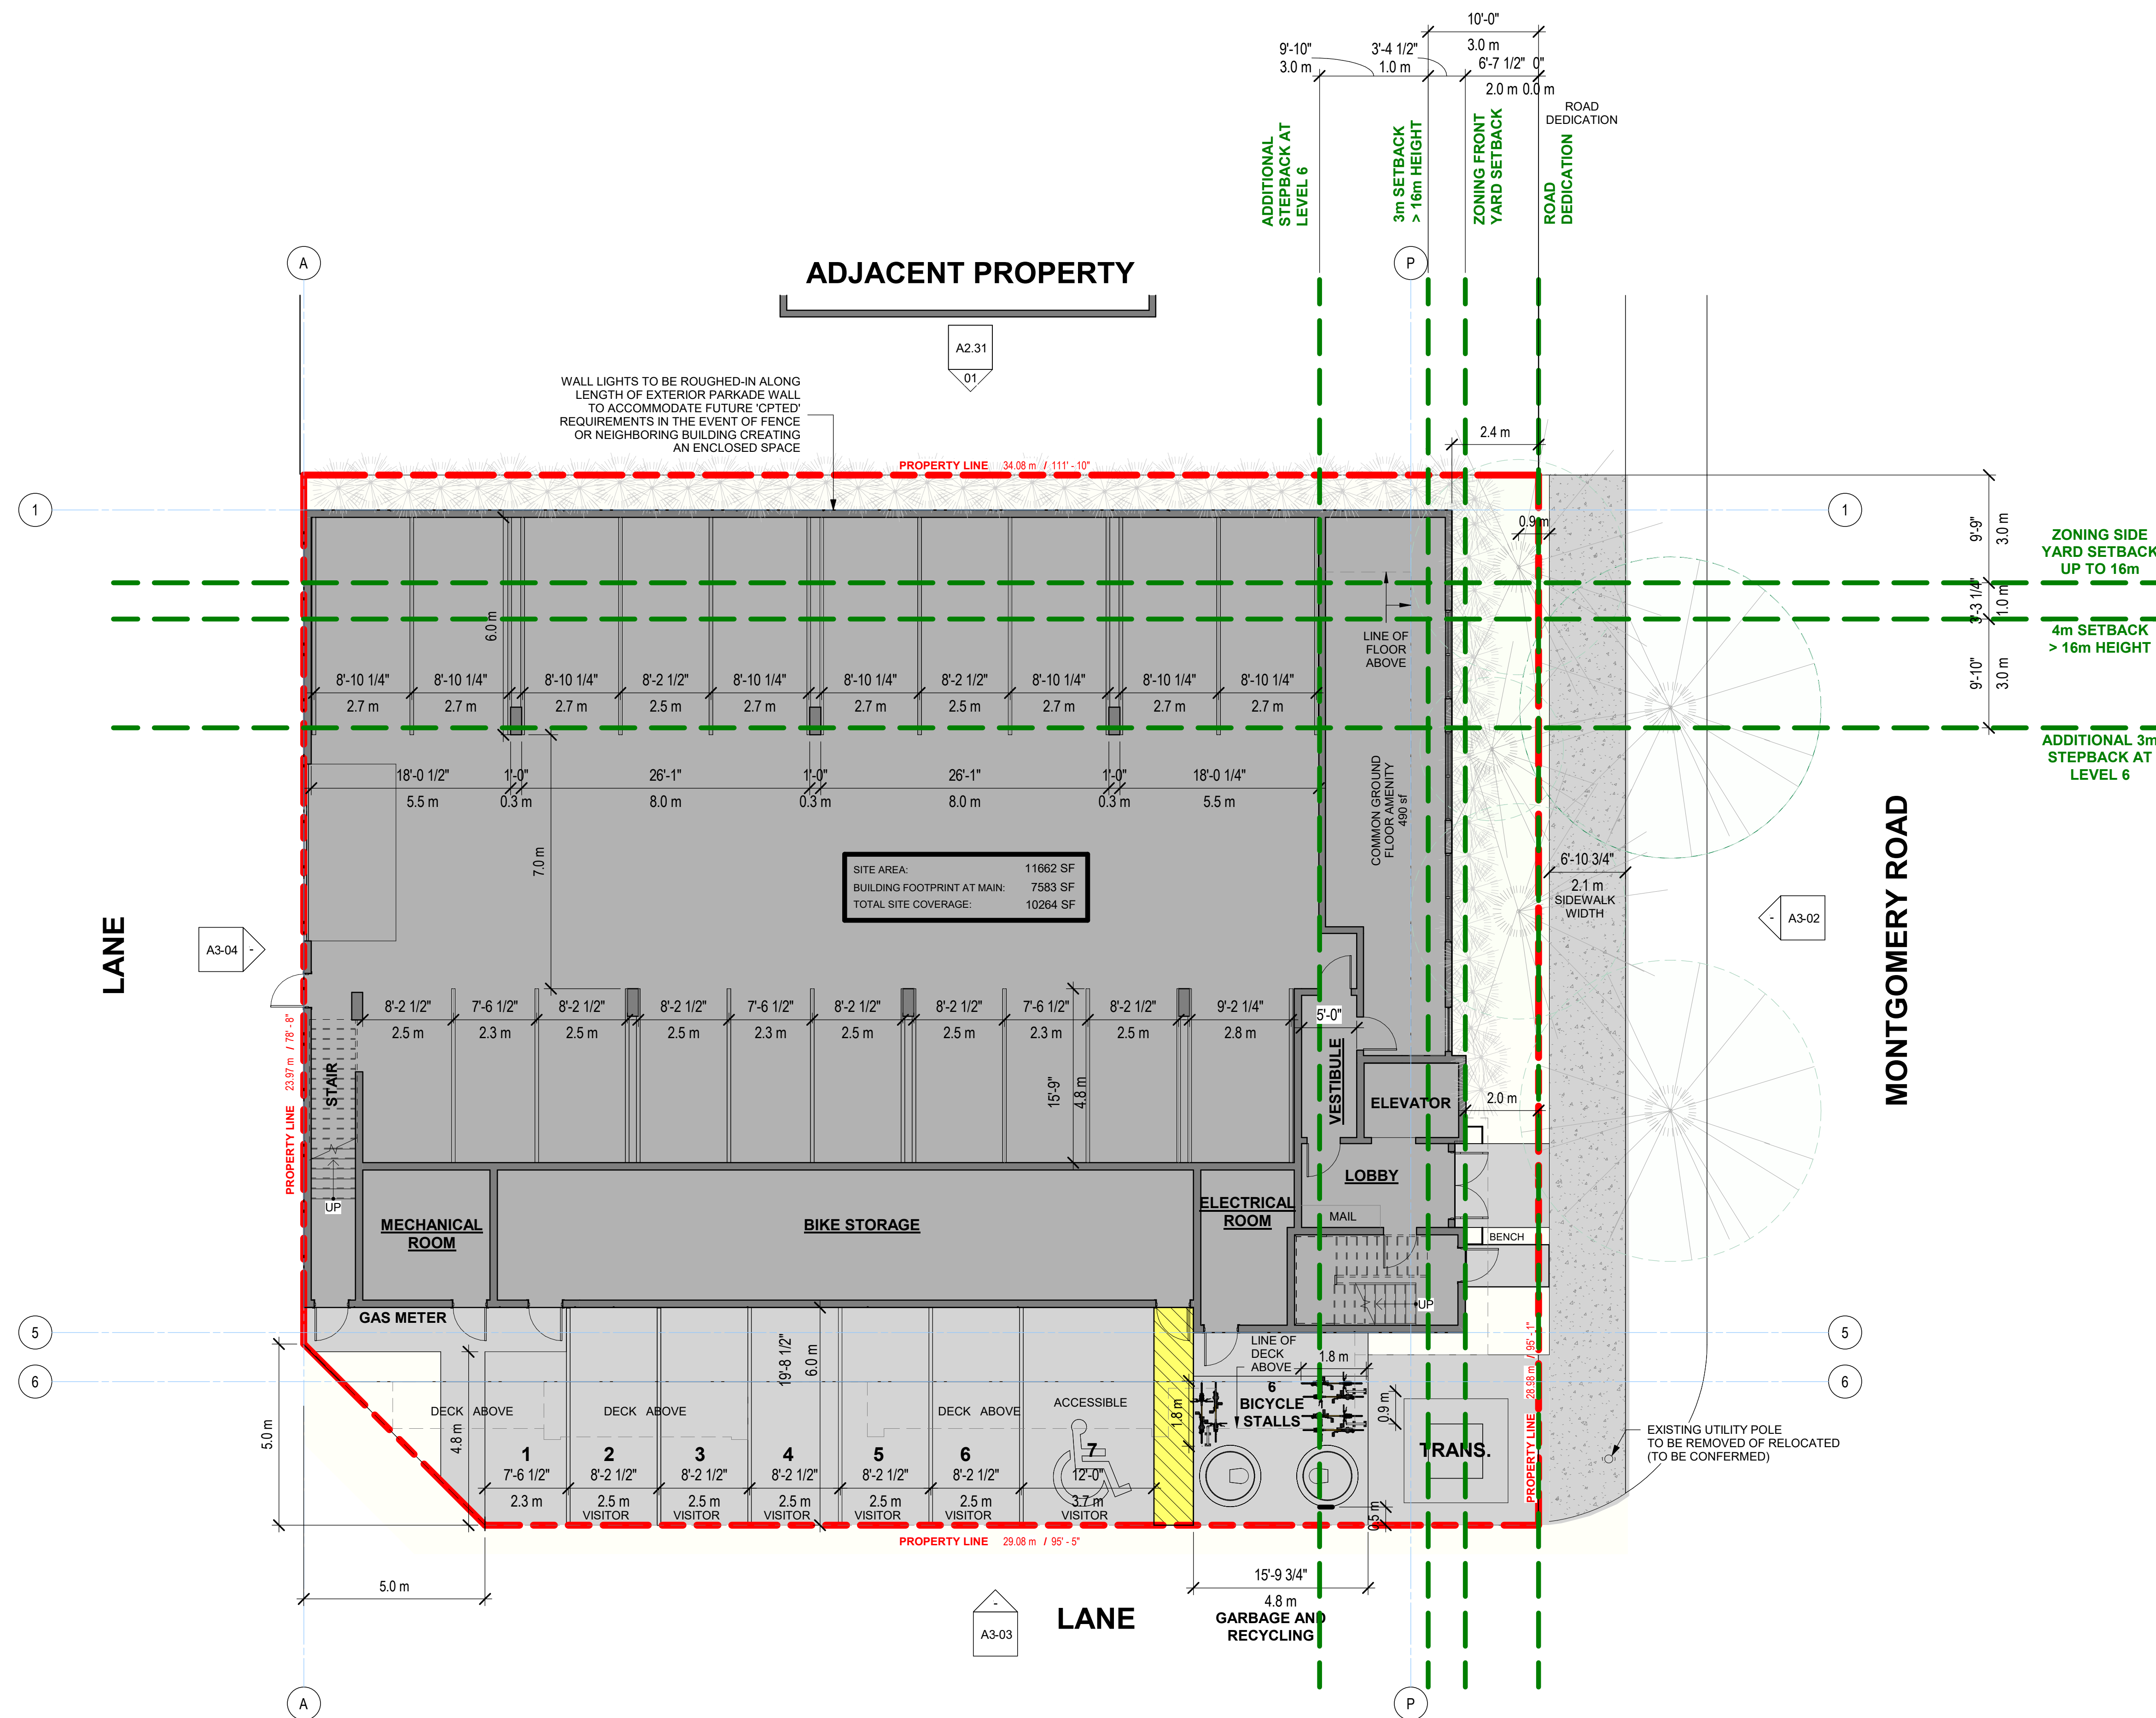 10'-0"
3.0 m
9'-10"
3.0 m
3'-4 1/2"
1.0 m
6'-7 1/2" 0"
2.0 m 0.0 m
ROAD
DEDICATION
ADDITIONAL
STEPBACK AT
LEVEL 6
3m SETBACK
> 16m HEIGHT
ZONING FRONT
YARD SETBACK
ROAD
DEDICATION
A
P
ADJACENT PROPERTY
A2.31
01
WALL LIGHTS TO BE ROUGHED-IN ALONG
LENGTH OF EXTERIOR PARKADE WALL
TO ACCOMMODATE FUTURE 'CPTED'
REQUIREMENTS IN THE EVENT OF FENCE
OR NEIGHBORING BUILDING CREATING
AN ENCLOSED SPACE
PROPERTY LINE 34.08 m / 111' - 10"
2.4 m
1
1
0.9 m
9'-9"
3.0 m
3'-3 1/4"
1.0 m
9'-10"
3.0 m
ZONING SIDE
YARD SETBACK
UP TO 16m
4m SETBACK
> 16m HEIGHT
ADDITIONAL 3m
STEPBACK AT
LEVEL 6
6.0 m
LINE OF
FLOOR
ABOVE
8'-10 1/4" 8'-10 1/4" 8'-10 1/4" 8'-2 1/2" 8'-10 1/4" 8'-10 1/4" 8'-2 1/2" 8'-10 1/4" 8'-10 1/4" 8'-10 1/4"
2.7 m 2.7 m 2.7 m 2.5 m 2.7 m 2.7 m 2.5 m 2.7 m 2.7 m 2.7 m
18'-0 1/2" 1'-0" 26'-1" 1'-0" 26'-1" 1'-0" 18'-0 1/4"
5.5 m 0.3 m 8.0 m 0.3 m 8.0 m 0.3 m 5.5 m
COMMON GROUND
FLOOR AMENITY
490 sf
7.0 m
SITE AREA: 11662 SF
BUILDING FOOTPRINT AT MAIN: 7583 SF
TOTAL SITE COVERAGE: 10264 SF
6'-10 3/4"
2.1 m
SIDEWALK
WIDTH
MONTGOMERY ROAD
LANE
A3-04
-
-
A3-02
8'-2 1/2" 7'-6 1/2" 8'-2 1/2" 8'-2 1/2" 7'-6 1/2" 8'-2 1/2" 8'-2 1/2" 7'-6 1/2" 8'-2 1/2" 9'-2 1/4"
2.5 m 2.3 m 2.5 m 2.5 m 2.3 m 2.5 m 2.5 m 2.3 m 2.5 m 2.8 m
5'-0"
PROPERTY LINE 23.97 m / 78' - 8"
STAIR
15'-9"
4.8 m
VESTIBULE
ELEVATOR
2.0 m
LOBBY
MAIL
UP
MECHANICAL
ROOM
BIKE STORAGE
ELECTRICAL
ROOM
BENCH
UP
GAS METER
5
5
6
6
19'-8 1/2"
6.0 m
LINE OF
DECK
ABOVE
1.8 m
6
BICYCLE
STALLS
1.8 m
0.9 m
PROPERTY LINE 28.98 m / 95' - 1"
5.0 m
4.8 m
DECK ABOVE
DECK ABOVE
DECK ABOVE
ACCESSIBLE
TRANS.
EXISTING UTILITY POLE
TO BE REMOVED OF RELOCATED
(TO BE CONFERMED)
1 2 3 4 5 6 7
7'-6 1/2" 8'-2 1/2" 8'-2 1/2" 8'-2 1/2" 8'-2 1/2" 8'-2 1/2" 12'-0"
2.3 m 2.5 m 2.5 m 2.5 m 2.5 m 2.5 m 3.7 m
VISITOR VISITOR VISITOR VISITOR VISITOR VISITOR
0.5 m
PROPERTY LINE 29.08 m / 95' - 5"
5.0 m
15'-9 3/4"
4.8 m
GARBAGE AND
RECYCLING
-
A3-03
LANE
A
P